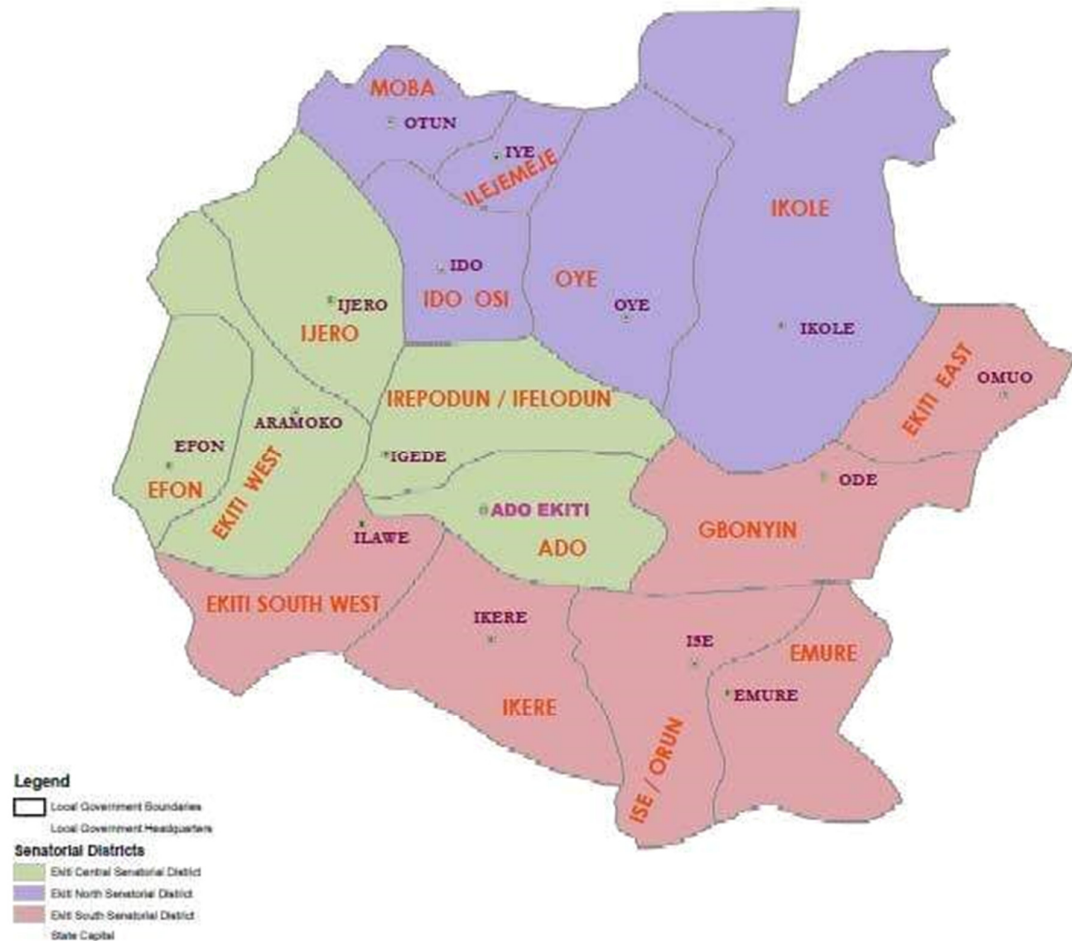 MOBA
OTUN
IYE
ILEJEMEJE
IKOLE
IDO
IDO OSI
OYE
OYE
IJERO
IJERO
IKOLE
EKITI EAST
OMUO
IREPODUN / IFELODUN
ARAMOKO
EFON
EFON
EKITI WEST
IGEDE
ADO EKITI
ADO
ODE
GBONYIN
ILAWE
EKITI SOUTH WEST
IKERE
IKERE
ISE
ISE / ORUN
EMURE
EMURE
Legend
Local Government Boundaries
Local Government Headquarters
Senatorial Districts
Ekiti Central Senatorial District
Ekiti North Senatorial District
Ekiti South Senatorial District
State Capital